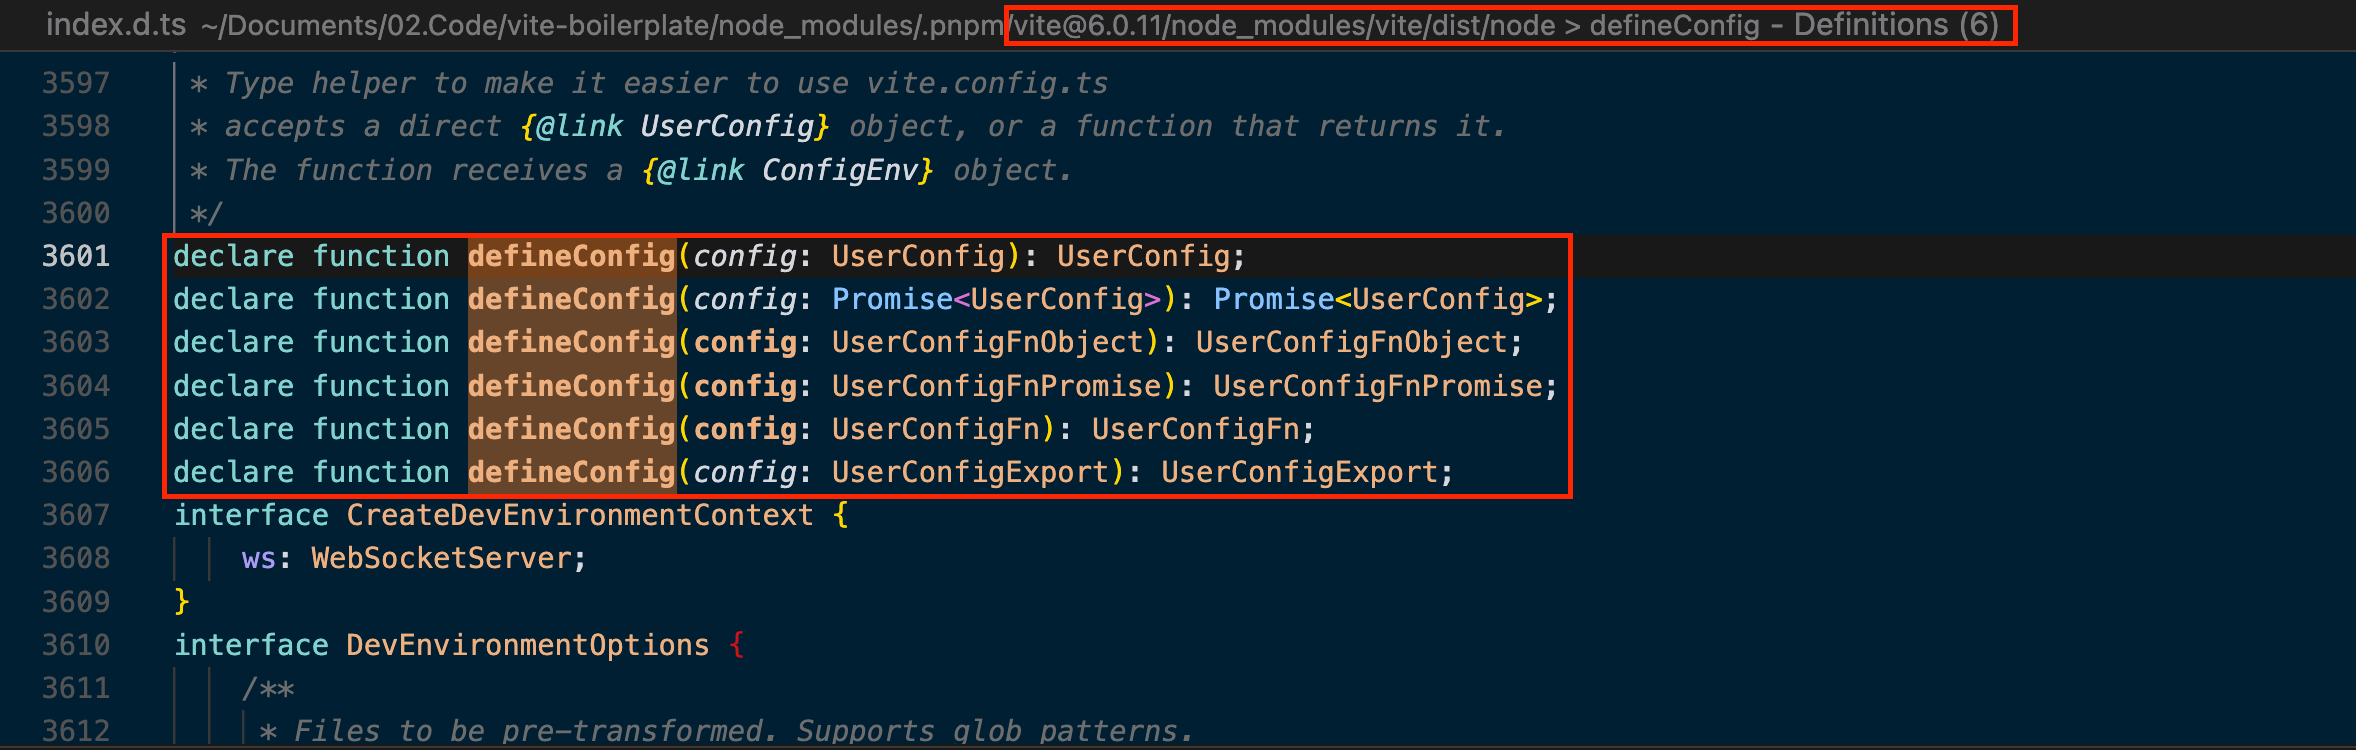 index.d.ts ~/Documents/02.Code/vite-boilerplate/node_modules/.pnpm/vite@6.0.11/node_modules/vite/dist/node > defineConfig - Definitions (6)
3597 * Type helper to make it easier to use vite.config.ts
3598 * accepts a direct {@link UserConfig} object, or a function that returns it.
3599 * The function receives a {@link ConfigEnv} object.
3600 */
3601 declare function defineConfig(config: UserConfig): UserConfig;
3602 declare function defineConfig(config: Promise<UserConfig>): Promise<UserConfig>;
3603 declare function defineConfig(config: UserConfigFnObject): UserConfigFnObject;
3604 declare function defineConfig(config: UserConfigFnPromise): UserConfigFnPromise;
3605 declare function defineConfig(config: UserConfigFn): UserConfigFn;
3606 declare function defineConfig(config: UserConfigExport): UserConfigExport;
3607 interface CreateDevEnvironmentContext {
3608 ws: WebSocketServer;
3609 }
3610 interface DevEnvironmentOptions {
3611 /**
3612 * Files to be pre-transformed. Supports glob patterns.